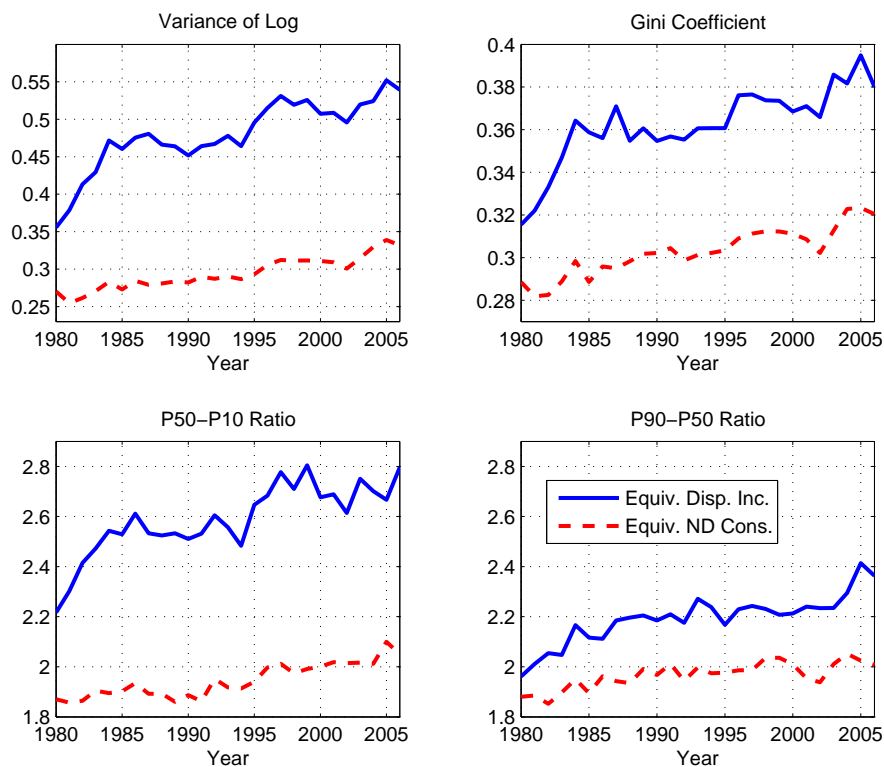 Variance of Log
0.55
0.5
0.45
0.4
0.35
0.3
0.25
1980 1985 1990 1995 2000 2005
Year
Gini Coefficient
0.4
0.38
0.36
0.34
0.32
0.3
0.28
1980 1985 1990 1995 2000 2005
Year
P50−P10 Ratio
2.8
2.6
2.4
2.2
2
1.8
1980 1985 1990 1995 2000 2005
Year
P90−P50 Ratio
2.8
2.6
2.4
2.2
2
1.8
Equiv. Disp. Inc.
Equiv. ND Cons.
1980 1985 1990 1995 2000 2005
Year